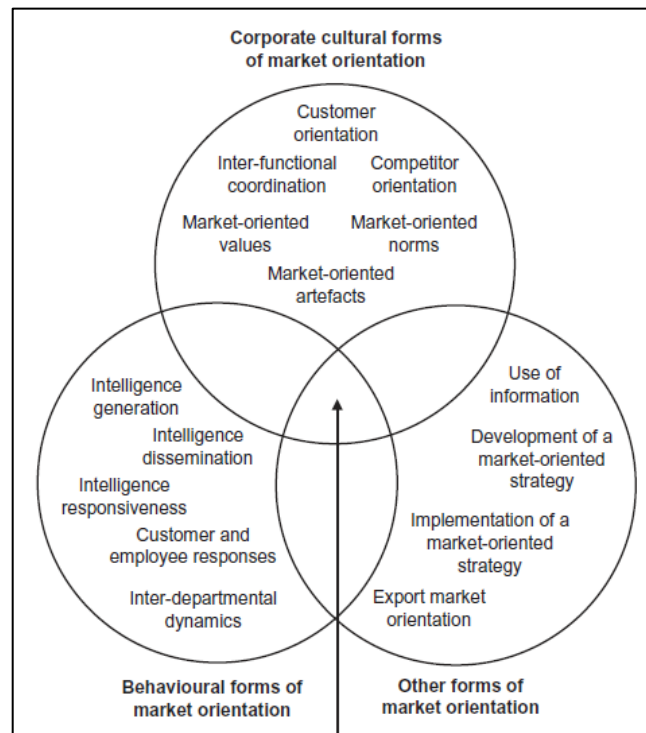 Corporate cultural forms
of market orientation
Customer
orientation
Inter-functional
coordination
Competitor
orientation
Market-oriented
values
Market-oriented
norms
Market-oriented
artefacts
Intelligence
generation
Intelligence
dissemination
Intelligence
responsiveness
Customer and
employee responses
Inter-departmental
dynamics
Use of
information
Development of a
market-oriented
strategy
Implementation of a
market-oriented
strategy
Export market
orientation
Behavioural forms of
market orientation
Other forms of
market orientation